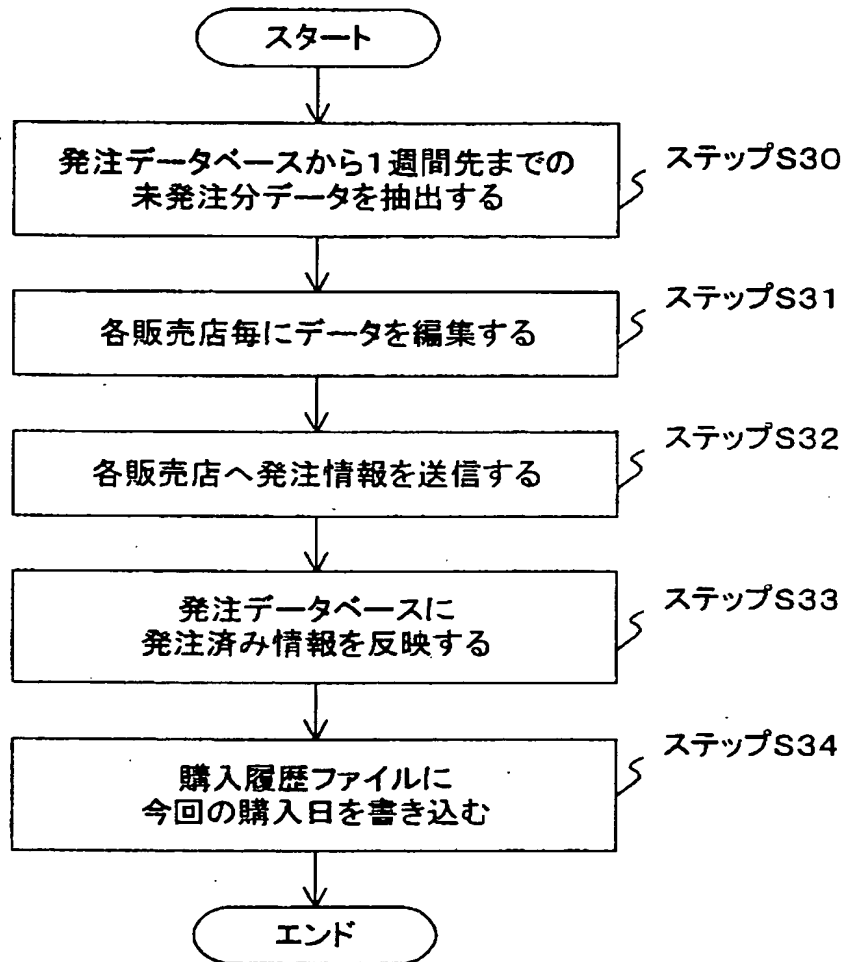 スタート
発注データベースから1週間先までの
未発注分データを抽出する
ステップS30
各販売店毎にデータを編集する
ステップS31
各販売店へ発注情報を送信する
ステップS32
発注データベースに
発注済み情報を反映する
ステップS33
購入履歴ファイルに
今回の購入日を書き込む
ステップS34
エンド